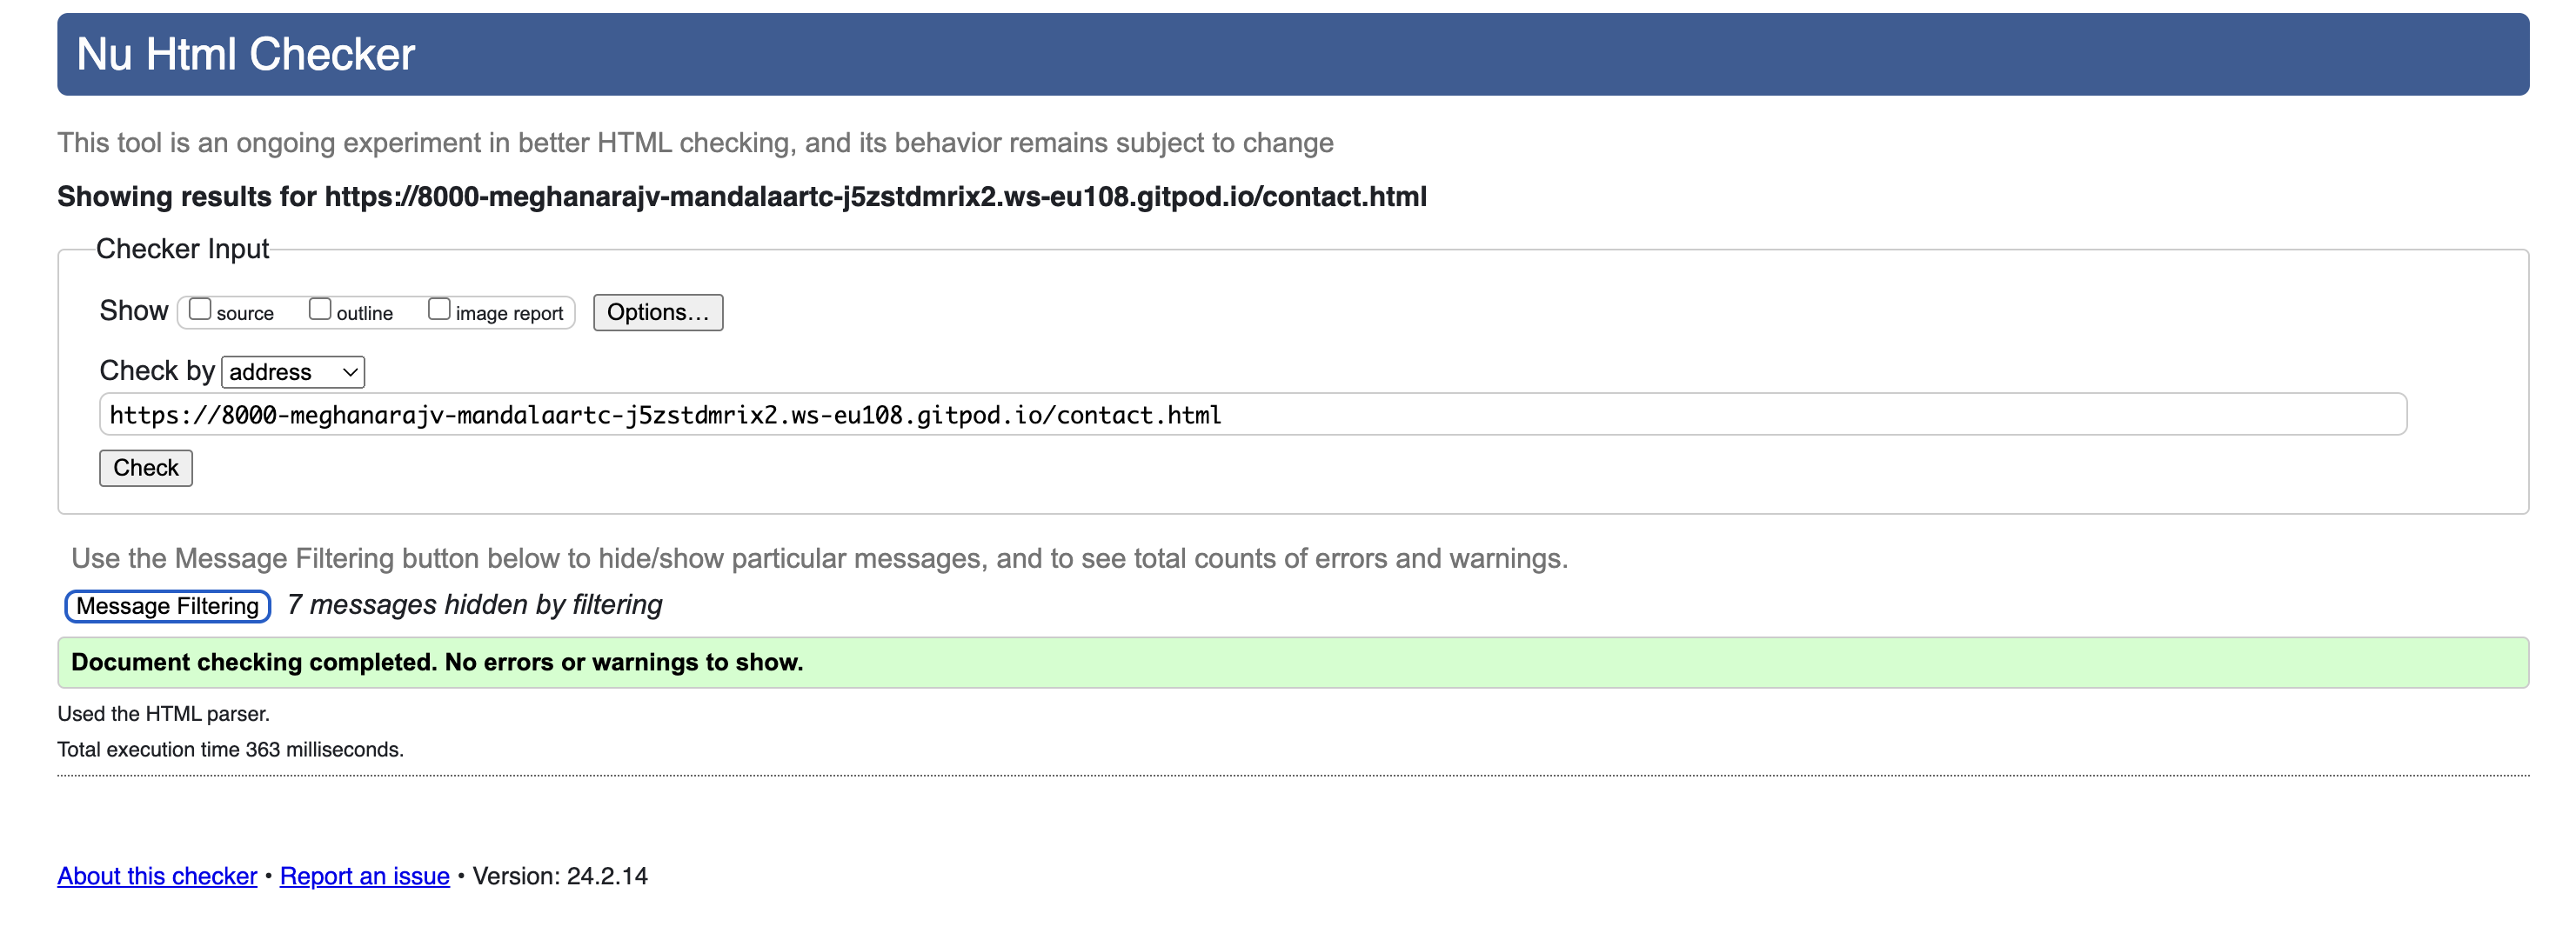 Nu Html Checker
This tool is an ongoing experiment in better HTML checking, and its behavior remains subject to change
Showing results for https://8000-meghanarajv-mandalaartc-j5zstdmrix2.ws-eu108.gitpod.io/contact.html
Checker Input
Show source outline image report Options...
Check by address
https://8000-meghanarajv-mandalaartc-j5zstdmrix2.ws-eu108.gitpod.io/contact.html
Check
Use the Message Filtering button below to hide/show particular messages, and to see total counts of errors and warnings.
Message Filtering 7 messages hidden by filtering
Document checking completed. No errors or warnings to show.
Used the HTML parser.
Total execution time 363 milliseconds.
About this checker • Report an issue • Version: 24.2.14